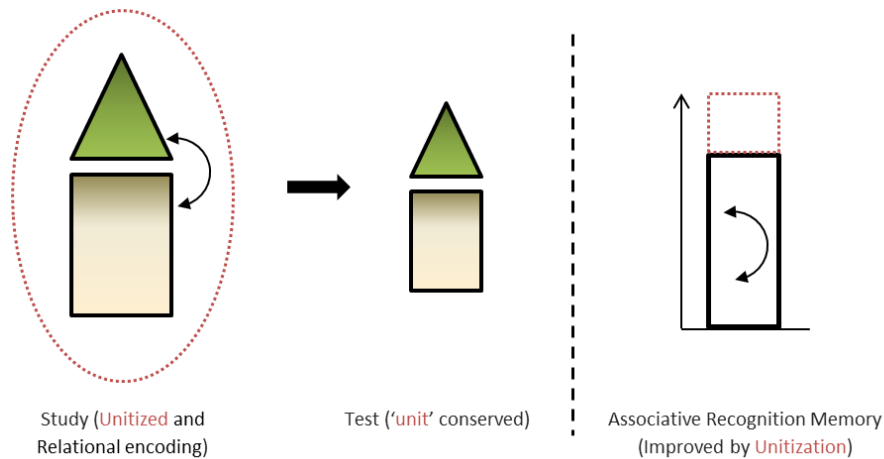 Study (Unitized and
Relational encoding)
Test (‘unit’ conserved)
Associative Recognition Memory
(Improved by Unitization)